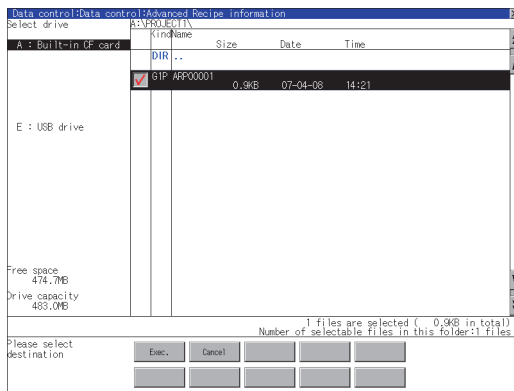 Data control:Data control:Advanced Recipe information
Select drive
A:\PROJECT1\
Kind Name
Size Date Time
A : Built-in CF card
DIR ..
G1P ARP00001
0.9KB 07-04-08 14:21
E : USB drive
Free space
474.7MB
Drive capacity
483.0MB
1 files are selected ( 0.9KB in total)
Number of selectable files in this folder:1 files
Please select
destination
Exec. Cancel